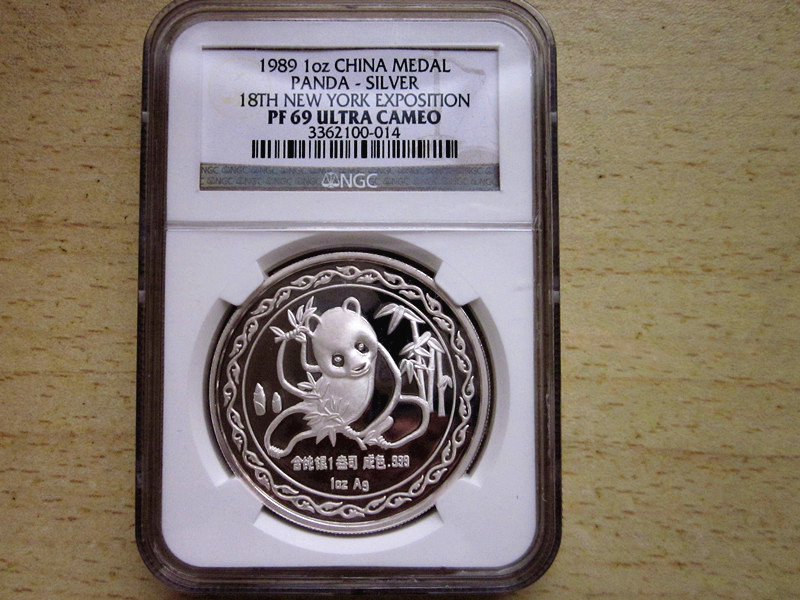 1989 1oz CHINA MEDAL
PANDA - SILVER
18TH NEW YORK EXPOSITION
PF 69 ULTRA CAMEO
3362100-014
NGC
含纯银1盎司 成色.999
1oz Ag